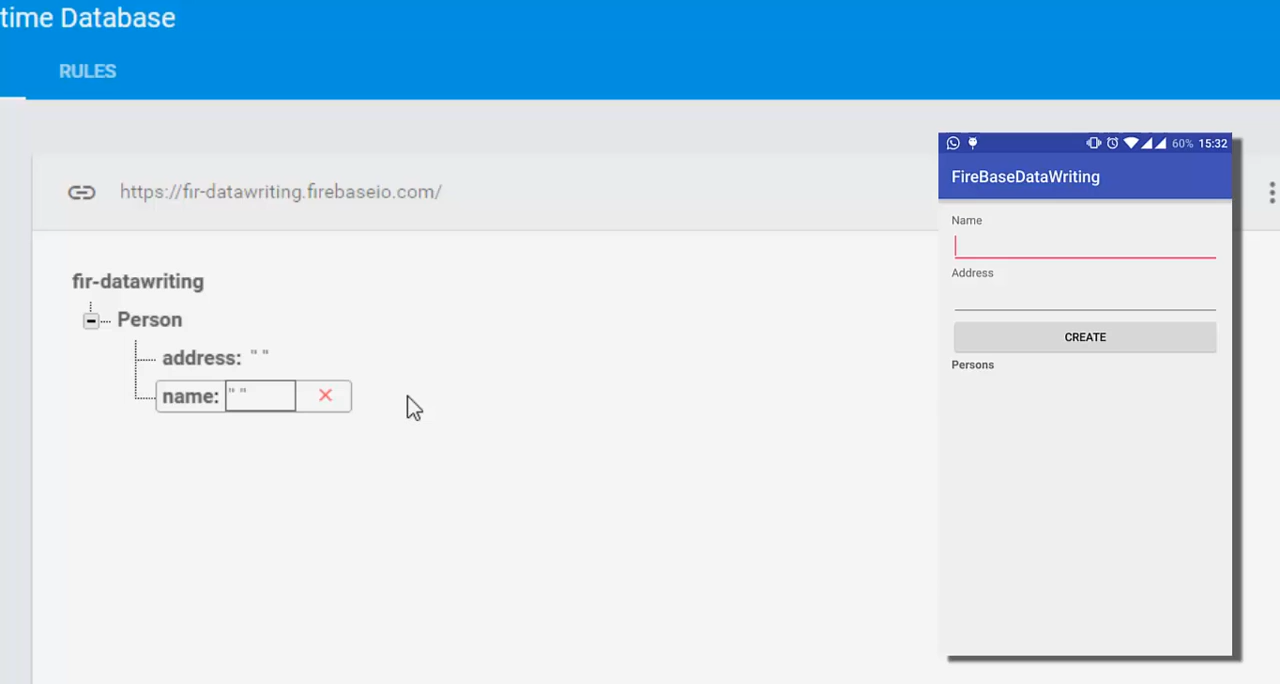 time Database
RULES
https://fir-datawriting.firebaseio.com/
fir-datawriting
Person
address: " "
name: " "
60% 15:32
FireBaseDataWriting
Name
Address
CREATE
Persons